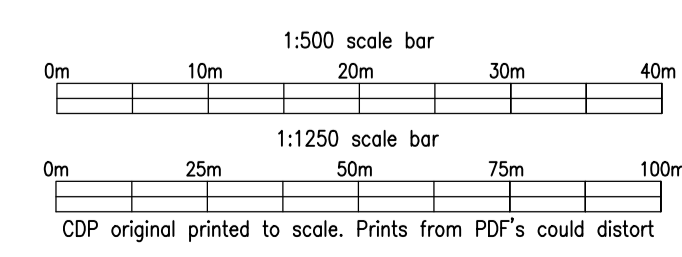 1:500 scale bar
0m 10m 20m 30m 40m
1:1250 scale bar
0m 25m 50m 75m 100m
CDP original printed to scale. Prints from PDF's could distort